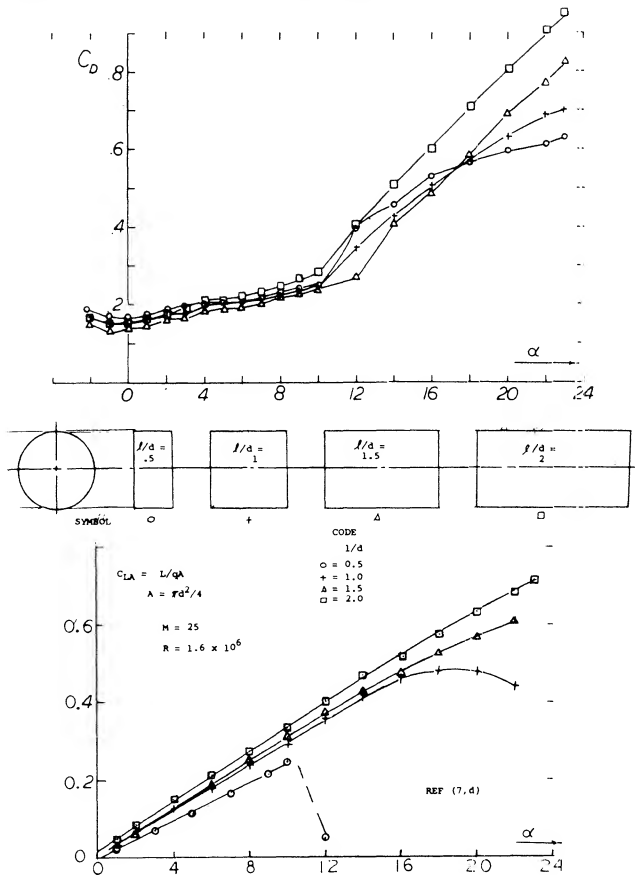 C_D
.8
.6
.4
.2
α
0 4 8 12 16 20 24
l/d = .5
l/d = 1
l/d = 1.5
l/d = 2
SYMBOL
CODE
l/d
○ = 0.5
+ = 1.0
△ = 1.5
□ = 2.0
C_LA = L/qA
A = πd²/4
M = 25
R = 1.6 x 10⁶
0.6
0.4
0.2
0
REF (7,d)
α
0 4 8 12 16 20 24